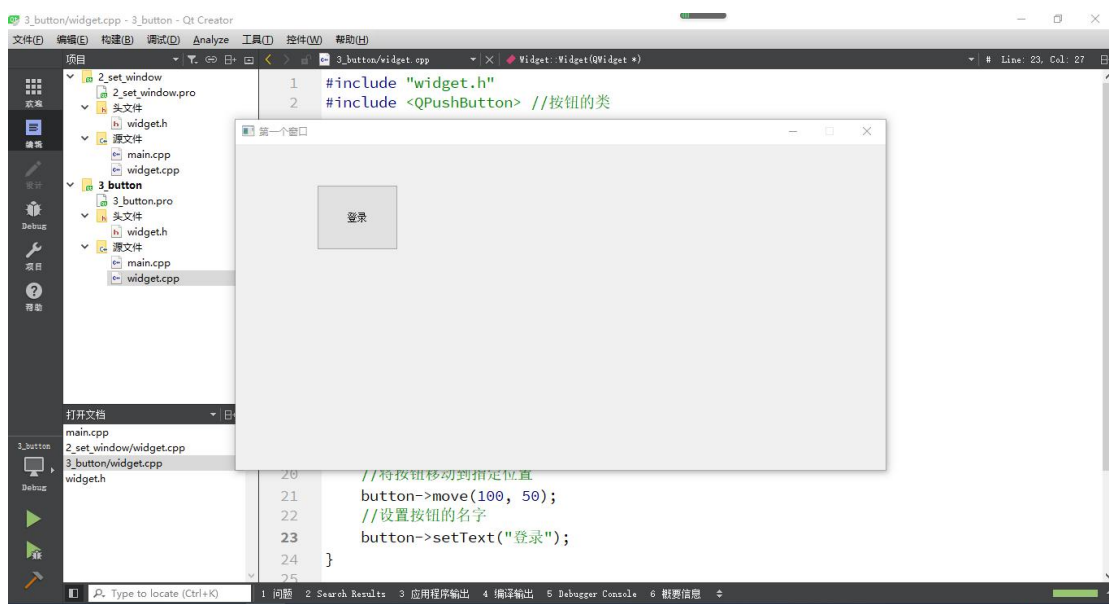 3_button/widget.cpp - 3_button - Qt Creator
文件(F) 编辑(E) 构建(B) 调试(D) Analyze 工具(T) 控件(W) 帮助(H)
项目
3_button/widget.cpp
Widget::Widget(QWidget *)
# Line: 23, Col: 27
欢迎
编辑
设计
Debug
项目
帮助
2_set_window
2_set_window.pro
头文件
widget.h
源文件
main.cpp
widget.cpp
3_button
3_button.pro
头文件
widget.h
源文件
main.cpp
widget.cpp
打开文档
main.cpp
2_set_window/widget.cpp
3_button/widget.cpp
widget.h
3_button
Debug
1 #include "widget.h"
2 #include <QPushButton> //按钮的类
第一个窗口
登录
20 //将按钮移动到指定位置
21 button->move(100, 50);
22 //设置按钮的名字
23 button->setText("登录");
24 }
25
Type to locate (Ctrl+K)
1 问题 2 Search Results 3 应用程序输出 4 编译输出 5 Debugger Console 6 概要信息